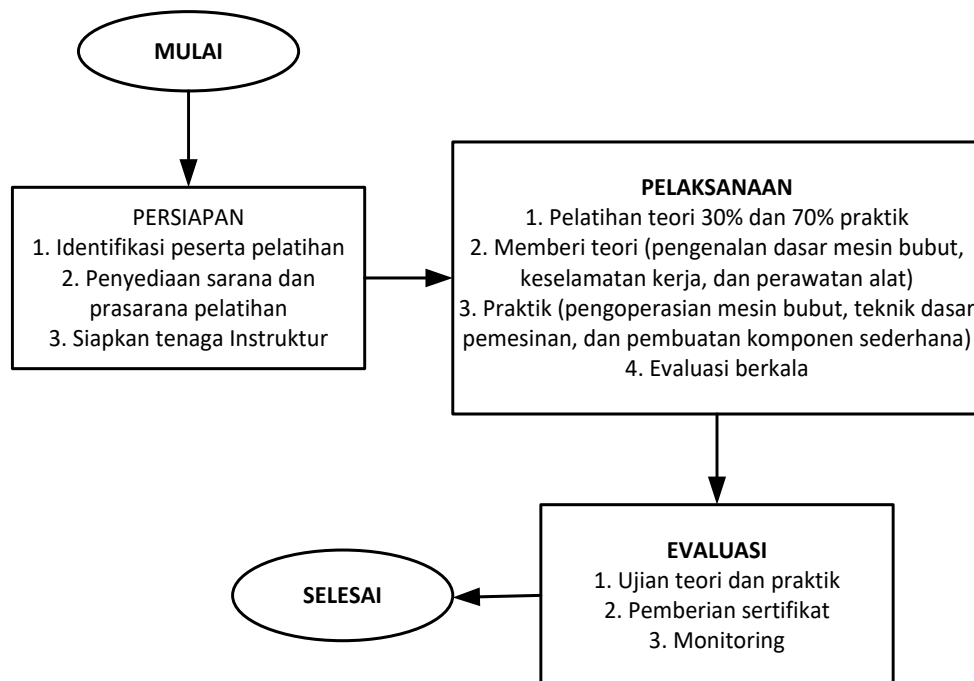 MULAI
PERSIAPAN
1. Identifikasi peserta pelatihan
2. Penyediaan sarana dan
prasarana pelatihan
3. Siapkan tenaga Instruktur
PELAKSANAAN
1. Pelatihan teori 30% dan 70% praktik
2. Memberi teori (pengenalan dasar mesin bubut,
keselamatan kerja, dan perawatan alat)
3. Praktik (pengoperasian mesin bubut, teknik dasar
pemesinan, dan pembuatan komponen sederhana)
4. Evaluasi berkala
EVALUASI
1. Ujian teori dan praktik
2. Pemberian sertifikat
3. Monitoring
SELESAI